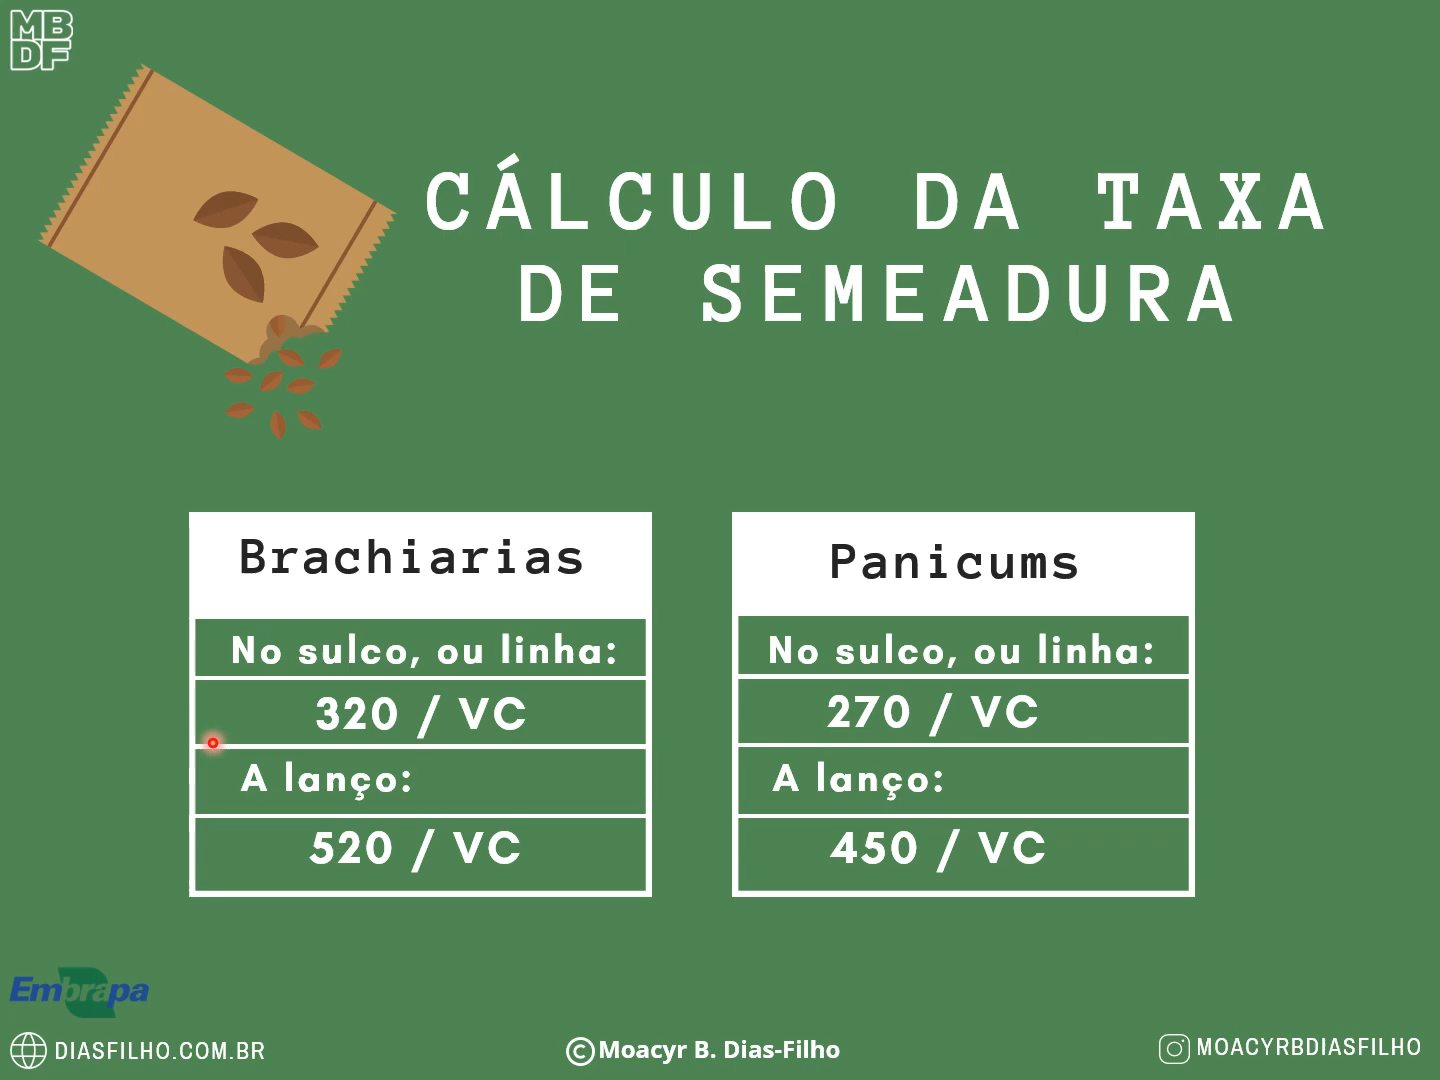 MB
DF
CÁLCULO DA TAXA
DE SEMEADURA
Brachiarias
No sulco, ou linha:
320 / VC
A lanço:
520 / VC
Panicums
No sulco, ou linha:
270 / VC
A lanço:
450 / VC
Embrapa
DIASFILHO.COM.BR
© Moacyr B. Dias-Filho
MOACYRBDIASFILHO